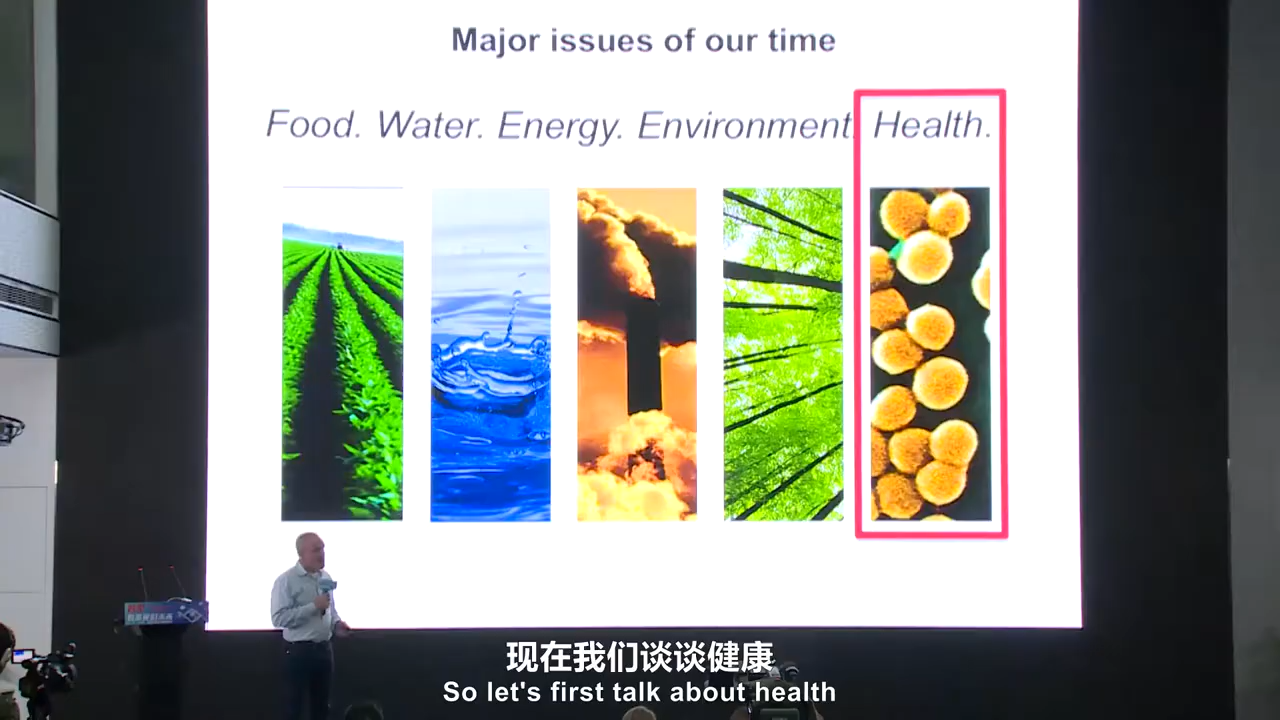 Major issues of our time
Food. Water. Energy. Environment. Health.
现在我们谈谈健康
So let's first talk about health